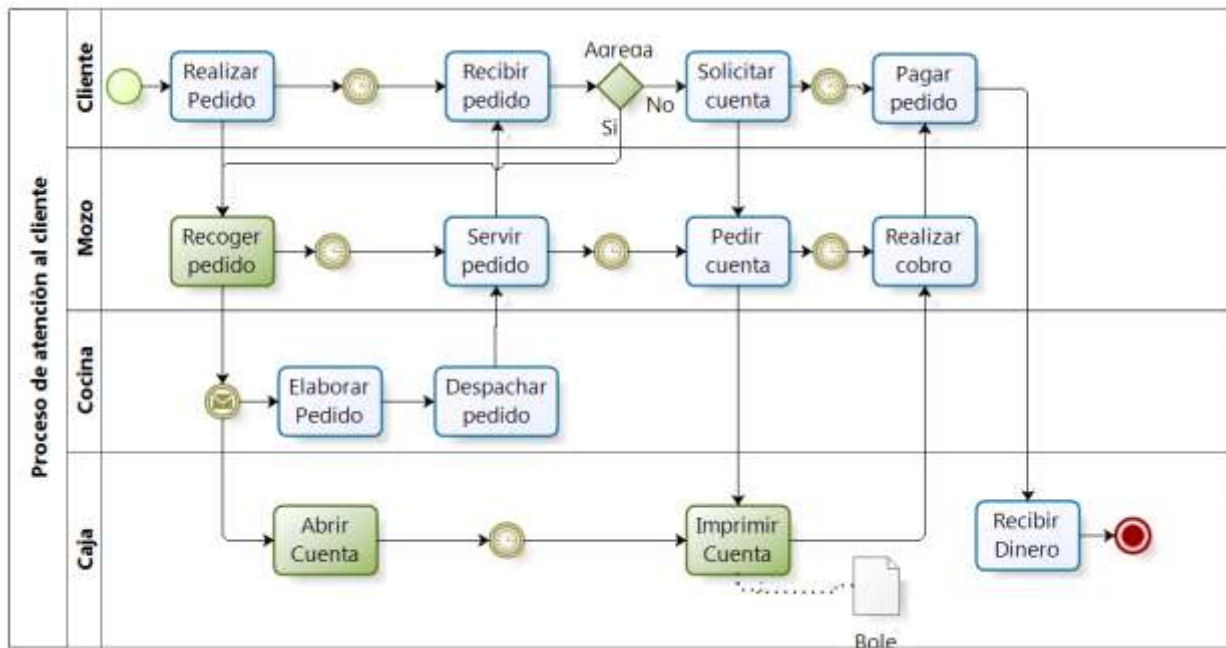 Proceso de atención al cliente
Cliente
Realizar
Pedido
Recibir
pedido
Agrega
No
Si
Solicitar
cuenta
Pagar
pedido
Mozo
Recoger
pedido
Servir
pedido
Pedir
cuenta
Realizar
cobro
Cocina
Elaborar
Pedido
Despachar
pedido
Caja
Abrir
Cuenta
Imprimir
Cuenta
Recibir
Dinero
Bole